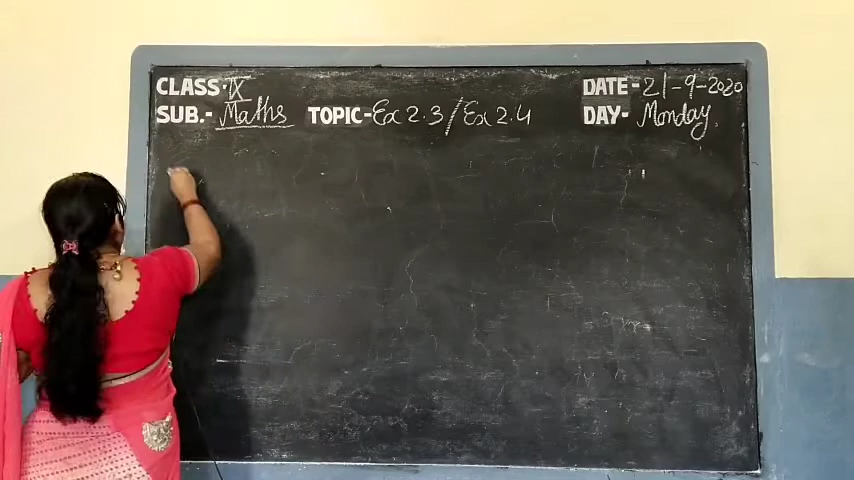 CLASS-IX DATE-21-9-2020
SUB.- Maths TOPIC-Ex 2.3/Ex 2.4 DAY- Monday